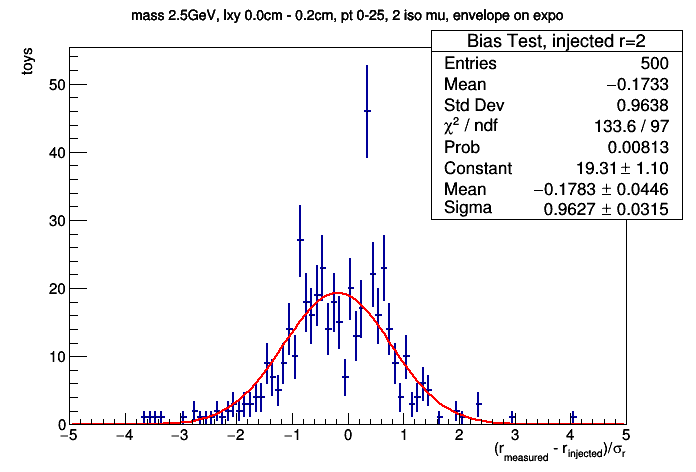 mass 2.5GeV, lxy 0.0cm - 0.2cm, pt 0-25, 2 iso mu, envelope on expo
Bias Test, injected r=2
Entries 500
Mean −0.1733
Std Dev 0.9638
χ² / ndf 133.6 / 97
Prob 0.00813
Constant 19.31 ± 1.10
Mean −0.1783 ± 0.0446
Sigma 0.9627 ± 0.0315
toys
50
40
30
20
10
0
−5 −4 −3 −2 −1 0 1 2 3 4 5
(r_measured - r_injected)/σ_r